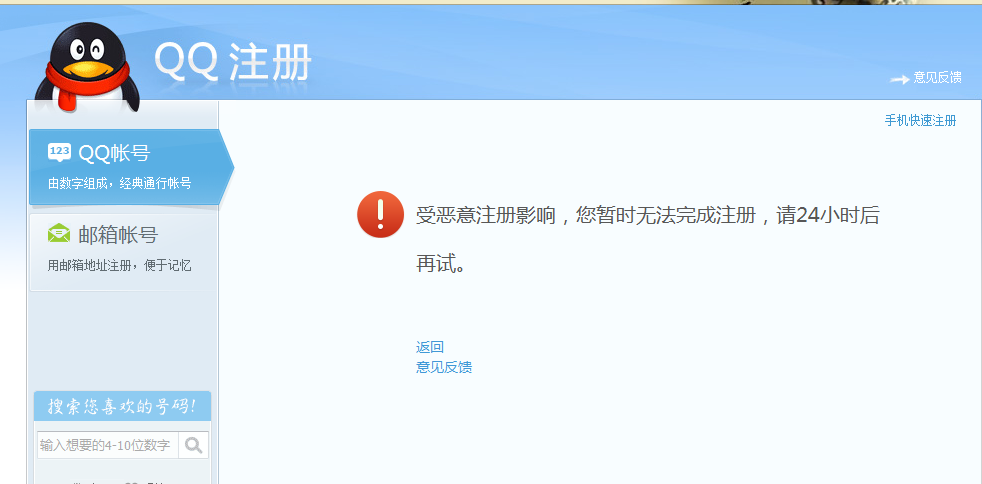 QQ 注册
意见反馈
手机快速注册
123 QQ帐号
由数字组成，经典通行帐号
邮箱帐号
用邮箱地址注册，便于记忆
受恶意注册影响，您暂时无法完成注册，请24小时后
再试。
返回
意见反馈
搜索您喜欢的号码!
输入想要的4-10位数字